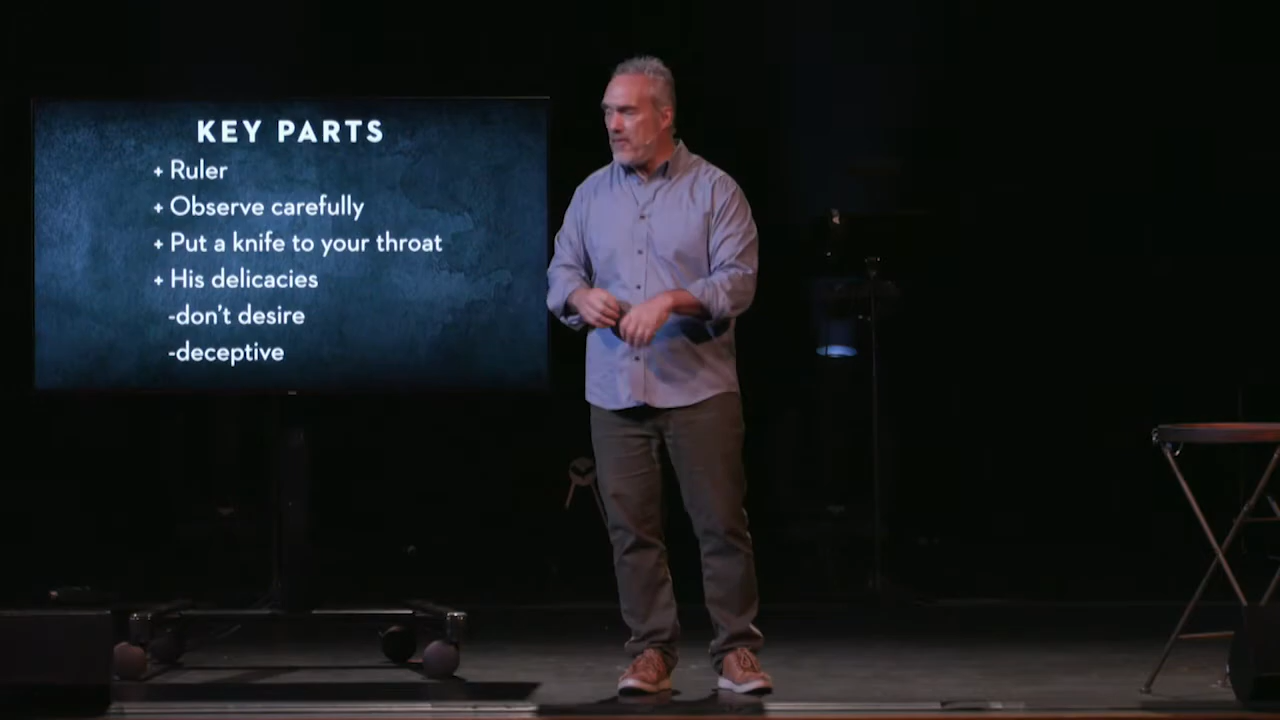 KEY PARTS
+ Ruler
+ Observe carefully
+ Put a knife to your throat
+ His delicacies
-don't desire
-deceptive